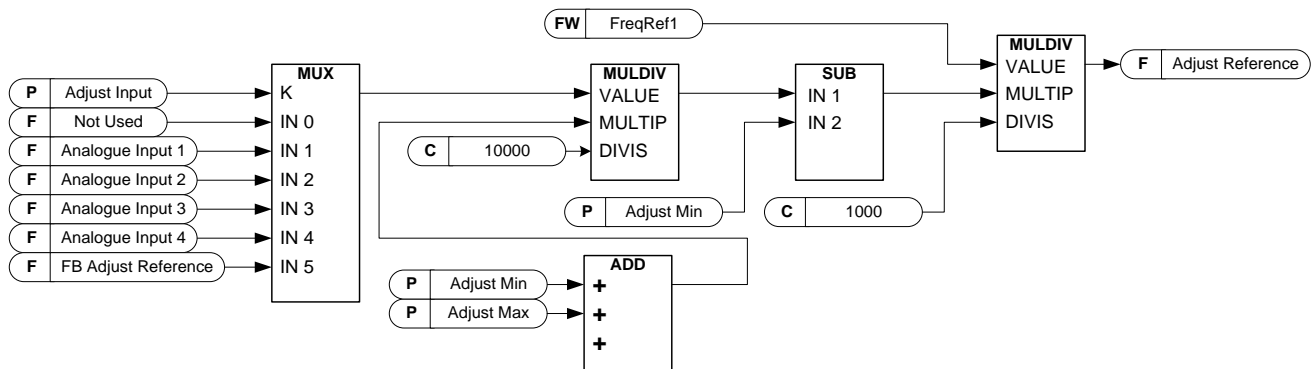 FW FreqRef1
MULDIV
VALUE
MULTIP
DIVIS
F Adjust Reference
MUX
K
IN 0
IN 1
IN 2
IN 3
IN 4
IN 5
P Adjust Input
F Not Used
F Analogue Input 1
F Analogue Input 2
F Analogue Input 3
F Analogue Input 4
F FB Adjust Reference
MULDIV
VALUE
MULTIP
DIVIS
C 10000
SUB
IN 1
IN 2
P Adjust Min
C 1000
ADD
+
+
+
P Adjust Min
P Adjust Max